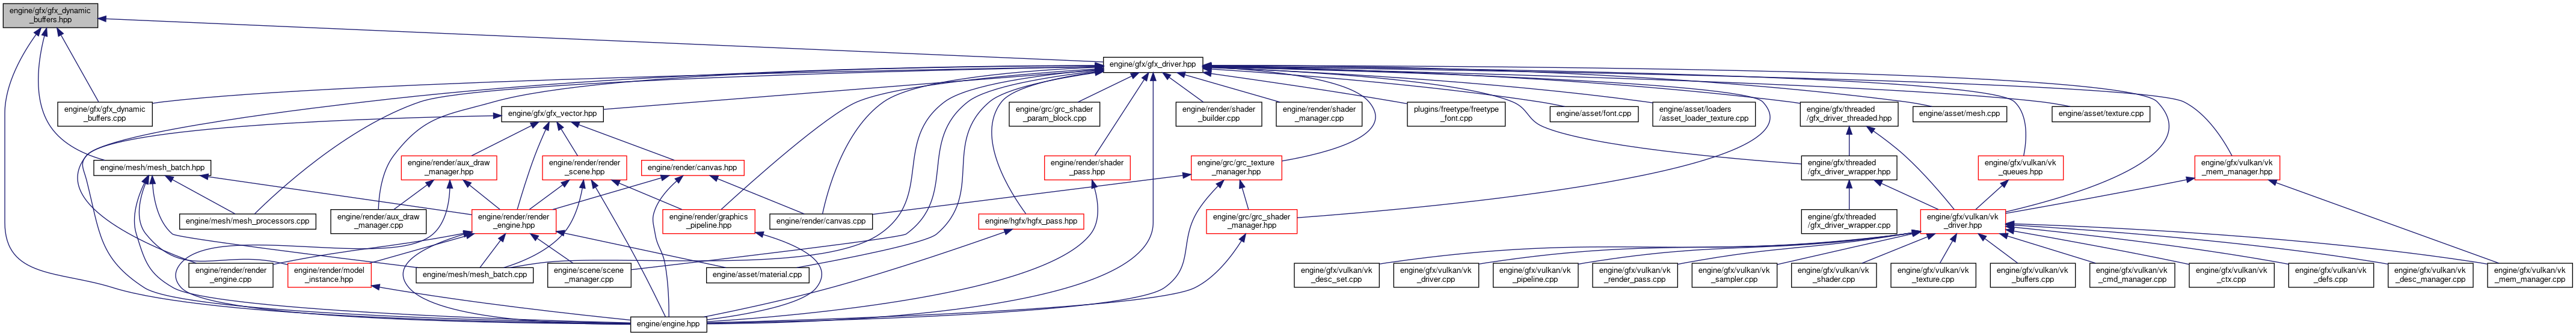 engine/gfx/gfx_dynamic
_buffers.hpp
engine/gfx/gfx_driver.hpp
engine/gfx/gfx_dynamic
_buffers.cpp
engine/gfx/gfx_vector.hpp
engine/grc/grc_shader
_param_block.cpp
engine/render/shader
_builder.cpp
engine/render/shader
_manager.cpp
plugins/freetype/freetype
_font.cpp
engine/asset/font.cpp
engine/asset/loaders
/asset_loader_texture.cpp
engine/gfx/threaded
/gfx_driver_threaded.hpp
engine/asset/mesh.cpp
engine/asset/texture.cpp
engine/mesh/mesh_batch.hpp
engine/render/aux_draw
_manager.hpp
engine/render/render
_scene.hpp
engine/render/canvas.hpp
engine/render/shader
_pass.hpp
engine/grc/grc_texture
_manager.hpp
engine/gfx/threaded
/gfx_driver_wrapper.hpp
engine/gfx/vulkan/vk
_queues.hpp
engine/gfx/vulkan/vk
_mem_manager.hpp
engine/mesh/mesh_processors.cpp
engine/render/aux_draw
_manager.cpp
engine/render/render
_engine.hpp
engine/render/graphics
_pipeline.hpp
engine/render/canvas.cpp
engine/hgfx/hgfx_pass.hpp
engine/grc/grc_shader
_manager.hpp
engine/gfx/threaded
/gfx_driver_wrapper.cpp
engine/gfx/vulkan/vk
_driver.hpp
engine/render/render
_engine.cpp
engine/render/model
_instance.hpp
engine/mesh/mesh_batch.cpp
engine/scene/scene
_manager.cpp
engine/asset/material.cpp
engine/gfx/vulkan/vk
_desc_set.cpp
engine/gfx/vulkan/vk
_driver.cpp
engine/gfx/vulkan/vk
_pipeline.cpp
engine/gfx/vulkan/vk
_render_pass.cpp
engine/gfx/vulkan/vk
_sampler.cpp
engine/gfx/vulkan/vk
_shader.cpp
engine/gfx/vulkan/vk
_texture.cpp
engine/gfx/vulkan/vk
_buffers.cpp
engine/gfx/vulkan/vk
_cmd_manager.cpp
engine/gfx/vulkan/vk
_ctx.cpp
engine/gfx/vulkan/vk
_defs.cpp
engine/gfx/vulkan/vk
_desc_manager.cpp
engine/gfx/vulkan/vk
_mem_manager.cpp
engine/engine.hpp